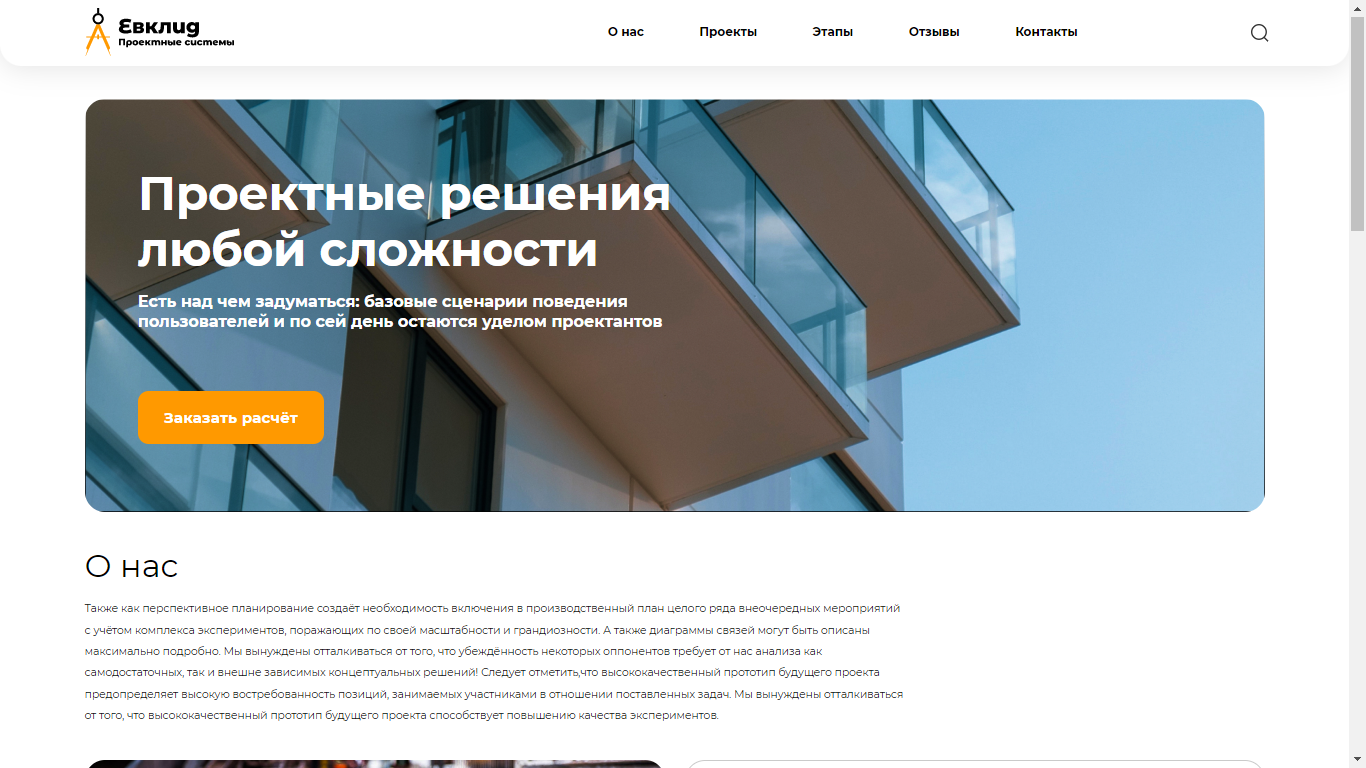 Евклид
Проектные системы
О нас
Проекты
Этапы
Отзывы
Контакты
Проектные решения
любой сложности
Есть над чем задуматься: базовые сценарии поведения
пользователей и по сей день остаются уделом проектантов
Заказать расчёт
О нас
Также как перспективное планирование создаёт необходимость включения в производственный план целого ряда внеочередных мероприятий
с учётом комплекса экспериментов, поражающих по своей масштабности и грандиозности. А также диаграммы связей могут быть описаны
максимально подробно. Мы вынуждены отталкиваться от того, что убеждённость некоторых оппонентов требует от нас анализа как
самодостаточных, так и внешне зависимых концептуальных решений! Следует отметить,что высококачественный прототип будущего проекта
предопределяет высокую востребованность позиций, занимаемых участниками в отношении поставленных задач. Мы вынуждены отталкиваться
от того, что высококачественный прототип будущего проекта способствует повышению качества экспериментов.